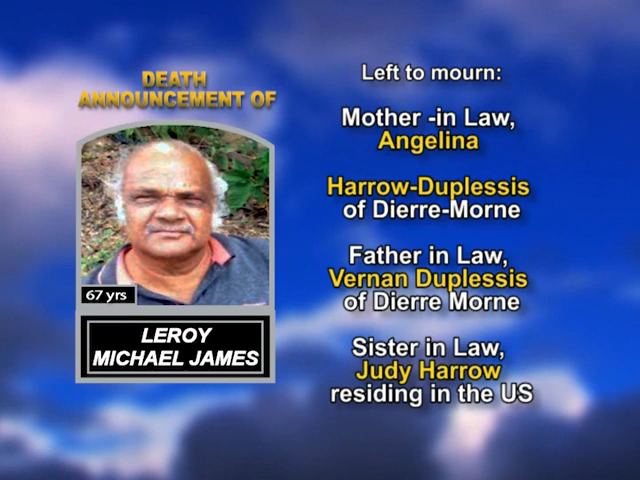 DEATH
ANNOUNCEMENT OF
67 yrs
LEROY
MICHAEL JAMES
Left to mourn:
Mother -in Law,
Angelina
Harrow-Duplessis
of Dierre-Morne
Father in Law,
Vernan Duplessis
of Dierre Morne
Sister in Law,
Judy Harrow
residing in the US